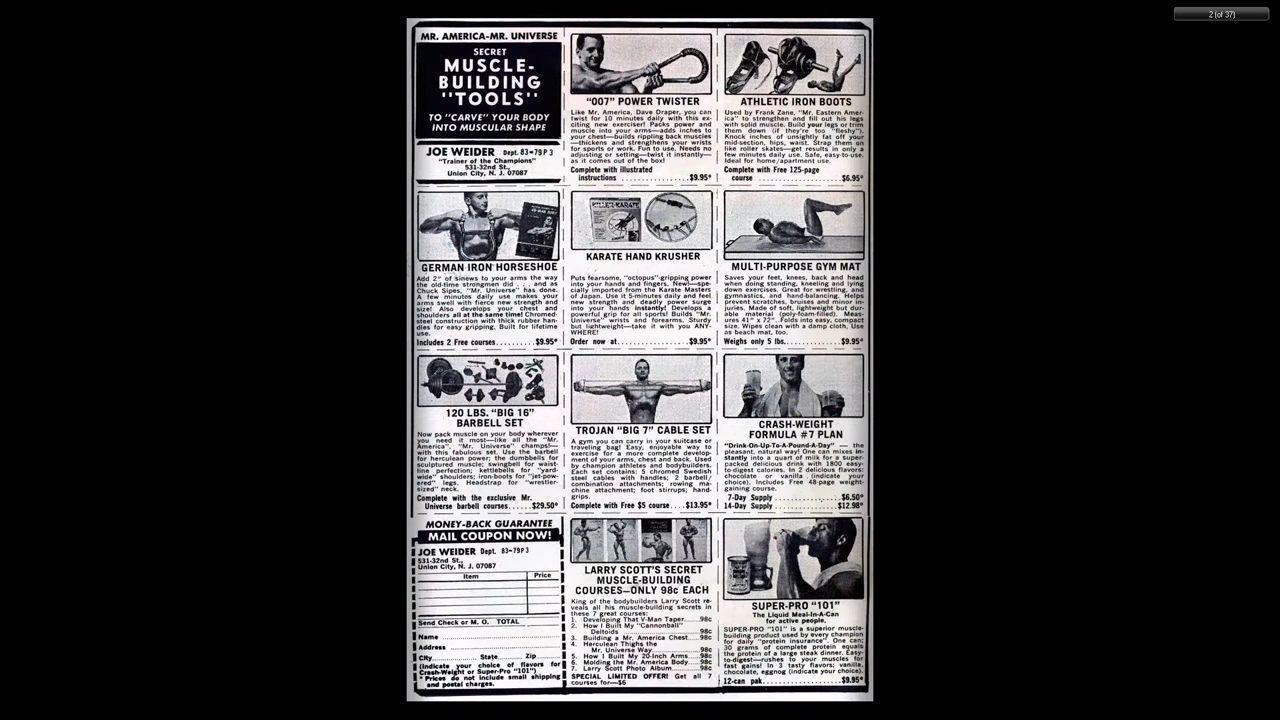 2 (of 37)
MR. AMERICA-MR. UNIVERSE
SECRET
MUSCLE-
BUILDING
"TOOLS"
TO "CARVE" YOUR BODY
INTO MUSCULAR SHAPE
JOE WEIDER Dept. 83-79P3
"Trainer of the Champions"
531-32nd St.,
Union City, N. J. 07087
"007" POWER TWISTER
Like Mr. America, Dave Draper, you can
twist for 10 minutes daily with this ex-
citing new exerciser! Packs power and
muscle into your arms—adds inches to
your chest—builds rippling back muscles
—thickens and strengthens your wrists
for sports or work. Fun to use. Needs no
adjusting or setting—twist it instantly—
as it comes out of the box!
Complete with illustrated
instructions ..................$9.95*
ATHLETIC IRON BOOTS
Used by Frank Zane, "Mr. Eastern Amer-
ica" to strengthen and fill out his legs
with solid muscle. Build your legs or trim
them down (if they're too "fleshy").
Knock inches of unsightly fat off your
mid-section, hips, waist. Strap them on
like roller skates—get results in only a
few minutes daily use. Safe, easy-to-use.
Ideal for home/apartment use.
Complete with Free 125-page
course ......................$6.95*
GERMAN IRON HORSESHOE
Add 2" of sinews to your arms the way
the old-time strongmen did . . . and as
Chuck Sipes, "Mr. Universe" has done.
A few minutes daily use makes your
arms swell with fierce new strength and
size! Also develops your chest and
shoulders all at the same time! Chromed-
steel construction with thick rubber han-
dles for easy gripping. Built for lifetime
use.
Includes 2 Free courses..........$9.95*
KILLER KARATE
KARATE HAND KRUSHER
Puts fearsome, "octopus"-gripping power
into your hands and fingers. New!—spe-
cially imported from the Karate Masters
of Japan. Use it 5-minutes daily and feel
new strength and deadly power surge
into your hands instantly! Develops a
powerful grip for all sports! Builds "Mr.
Universe" wrists and forearms. Sturdy
but lightweight—take it with you ANY-
WHERE!
Order now at..................$9.95*
MULTI-PURPOSE GYM MAT
Saves your feet, knees, back and head
when doing standing, kneeling and lying
down exercises. Great for wrestling, and
gymnastics, and hand-balancing. Helps
prevent scratches, bruises and minor in-
juries. Made of soft, lightweight but dur-
able material (poly-foam-filled). Meas-
ures 41" x 72". Folds into easy, compact
size. Wipes clean with a damp cloth. Use
as beach mat, too.
Weighs only 5 lbs..............$9.95*
120 LBS. "BIG 16"
BARBELL SET
Now pack muscle on your body wherever
you need it most—like all the "Mr.
America", "Mr. Universe" champs!—
with this fabulous set. Use the barbell
for herculean power; the dumbbells for
sculptured muscle; swingbell for waist-
line perfection; kettlebells for "yard-
wide" shoulders; iron-boots for "jet-pow-
ered" legs. Headstrap for "wrestler-
sized" neck.
Complete with the exclusive Mr.
Universe barbell courses.......$29.50*
TROJAN "BIG 7" CABLE SET
A gym you can carry in your suitcase or
traveling bag! Easy, enjoyable way to
exercise for a more complete develop-
ment of your arms, chest and back. Used
by champion athletes and bodybuilders.
Each set contains: 5 chromed Swedish
steel cables with handles; 2 barbell/
combination attachments; rowing ma-
chine attachment; foot stirrups; hand-
grips.
Complete with Free $5 course....$13.95*
CRASH-WEIGHT
FORMULA #7 PLAN
"Drink-On-Up-To-A-Pound-A-Day" — the
pleasant, natural way! One can mixes in-
stantly into a quart of milk for a super-
packed delicious drink with 1800 easy-
to-digest calories. In 2 delicious flavors:
chocolate or vanilla (indicate your
choice). Includes Free 48-page weight-
gaining course.
7-Day Supply ..................$6.50*
14-Day Supply ................$12.98*
MONEY-BACK GUARANTEE
MAIL COUPON NOW!
JOE WEIDER Dept. 83-79P3
531-32nd St.,
Union City, N. J. 07087
Item Price
Send Check or M. O. TOTAL
Name
Address
City State Zip
(Indicate your choice of flavors for
Crash-Weight or Super-Pro "101")
* Prices do not include small shipping
and postal charges.
LARRY SCOTT'S SECRET
MUSCLE-BUILDING
COURSES—ONLY 98c EACH
King of the bodybuilders Larry Scott re-
veals all his muscle-building secrets in
these 7 great courses:
1. Developing That V-Man Taper....98c
2. How I Built My "Cannonball"
Deltoids ....................98c
3. Building a Mr. America Chest....98c
4. Herculean Thighs the
Mr. Universe Way..............98c
5. How I Built My 20-Inch Arms....98c
6. Molding the Mr. America Body....98c
7. Larry Scott Photo Album........98c
SPECIAL LIMITED OFFER! Get all 7
courses for—$6
SUPER-PRO "101"
The Liquid Meal-In-A-Can
for active people.
SUPER-PRO "101" is a superior muscle-
building product used by every champion
for daily "protein insurance". One can;
30 grams of complete protein equals
the protein of a large steak dinner. Easy-
to-digest—rushes to your muscles for
fast gains! In 3 tasty flavors; vanilla,
chocolate, eggnog (indicate your choice).
12-can pak....................$9.95*